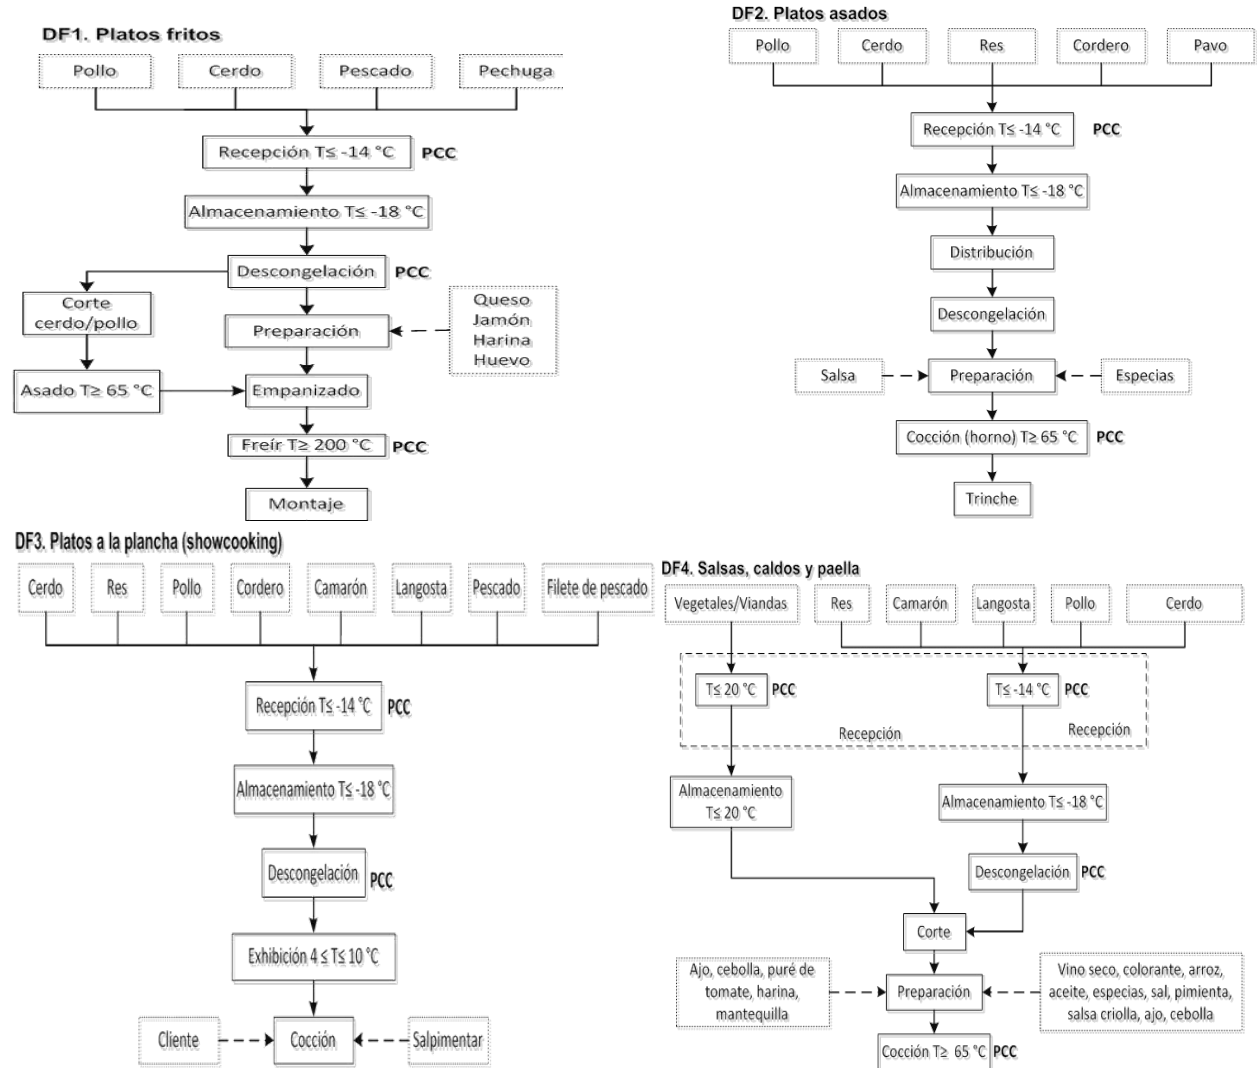 DF1. Platos fritos
Pollo
Cerdo
Pescado
Pechuga
Recepción T≤ -14 °C
PCC
Almacenamiento T≤ -18 °C
Descongelación
PCC
Corte
cerdo/pollo
Preparación
Queso
Jamón
Harina
Huevo
Asado T≥ 65 °C
Empanizado
Freír T≥ 200 °C
PCC
Montaje
DF2. Platos asados
Pollo
Cerdo
Res
Cordero
Pavo
Recepción T≤ -14 °C
PCC
Almacenamiento T≤ -18 °C
Distribución
Descongelación
Salsa
Preparación
Especias
Cocción (horno) T≥ 65 °C
PCC
Trinche
DF3. Platos a la plancha (showcooking)
Cerdo
Res
Pollo
Cordero
Camarón
Langosta
Pescado
Filete de pescado
Recepción T≤ -14 °C
PCC
Almacenamiento T≤ -18 °C
Descongelación
PCC
Exhibición 4 ≤ T≤ 10 °C
Cliente
Cocción
Salpimentar
DF4. Salsas, caldos y paella
Vegetales/Viandas
Res
Camarón
Langosta
Pollo
Cerdo
T≤ 20 °C
PCC
T≤ -14 °C
PCC
Recepción
Recepción
Almacenamiento
T≤ 20 °C
Almacenamiento T≤ -18 °C
Descongelación
PCC
Corte
Ajo, cebolla, puré de
tomate, harina,
mantequilla
Preparación
Vino seco, colorante, arroz,
aceite, especias, sal, pimienta,
salsa criolla, ajo, cebolla
Cocción T≥ 65 °C
PCC